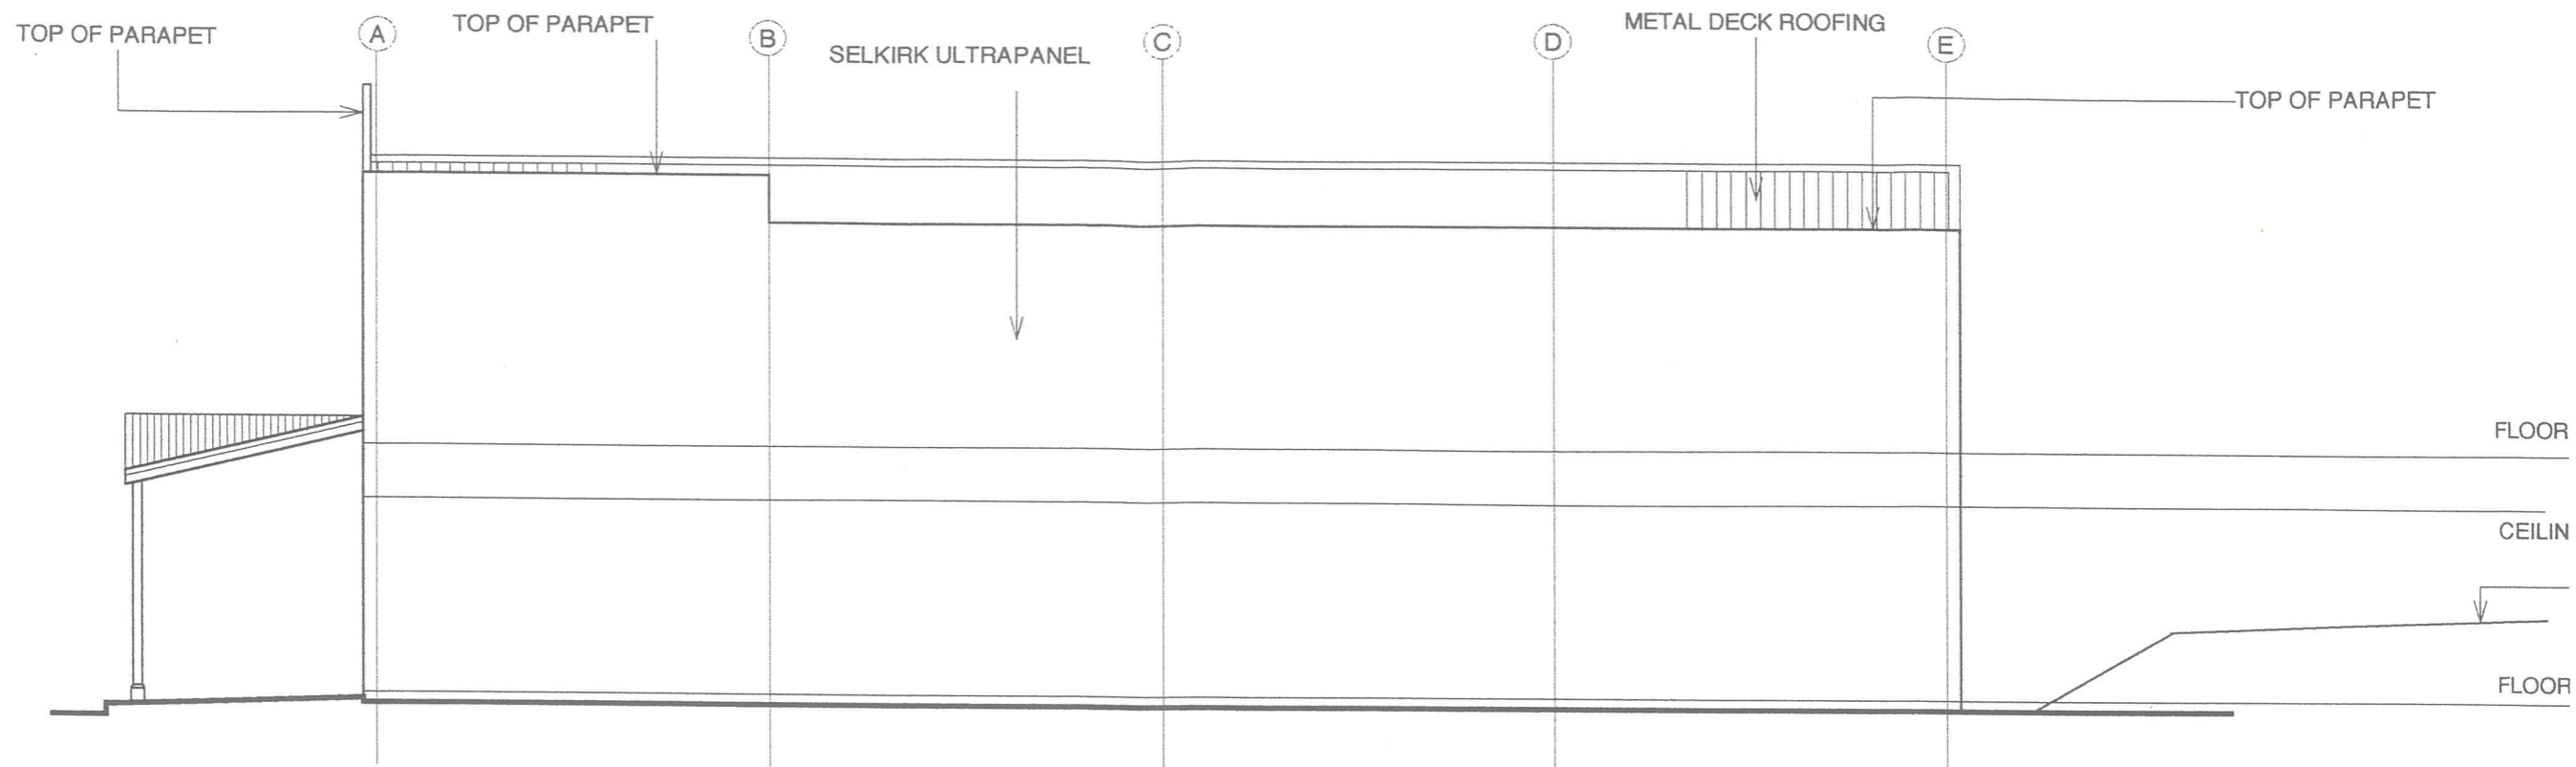 TOP OF PARAPET
A
TOP OF PARAPET
B
SELKIRK ULTRAPANEL
C
D
METAL DECK ROOFING
E
TOP OF PARAPET
FLOOR
CEILIN
FLOOR